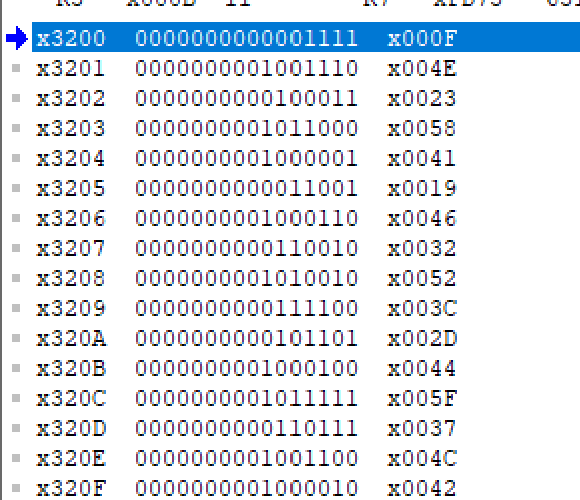 x3200 0000000000001111 x000F
x3201 0000000001001110 x004E
x3202 0000000000100011 x0023
x3203 0000000001011000 x0058
x3204 0000000001000001 x0041
x3205 0000000000011001 x0019
x3206 0000000001000110 x0046
x3207 0000000000110010 x0032
x3208 0000000001010010 x0052
x3209 0000000000111100 x003C
x320A 0000000000101101 x002D
x320B 0000000001000100 x0044
x320C 0000000001011111 x005F
x320D 0000000000110111 x0037
x320E 0000000001001100 x004C
x320F 0000000001000010 x0042